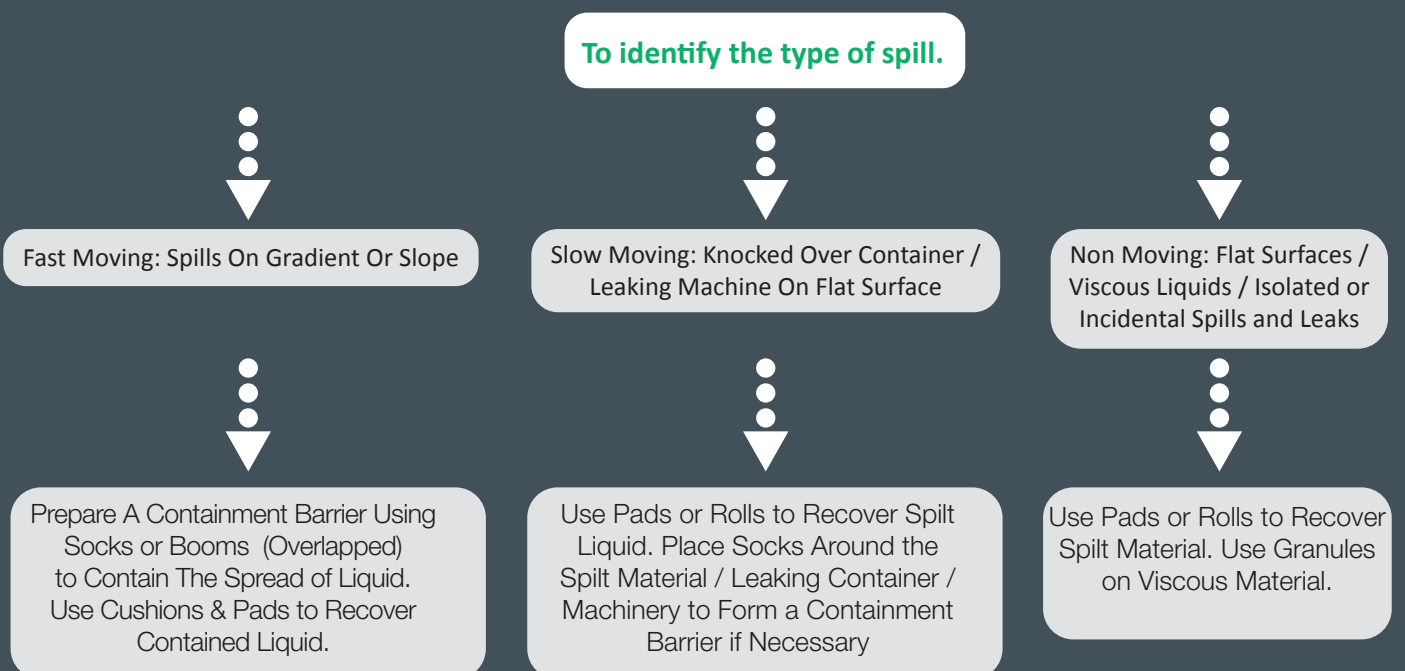 To identify the type of spill.
Fast Moving: Spills On Gradient Or Slope
Slow Moving: Knocked Over Container /
Leaking Machine On Flat Surface
Non Moving: Flat Surfaces /
Viscous Liquids / Isolated or
Incidental Spills and Leaks
Prepare A Containment Barrier Using
Socks or Booms (Overlapped)
to Contain The Spread of Liquid.
Use Cushions & Pads to Recover
Contained Liquid.
Use Pads or Rolls to Recover Spilt
Liquid. Place Socks Around the
Spilt Material / Leaking Container /
Machinery to Form a Containment
Barrier if Necessary
Use Pads or Rolls to Recover
Spilt Material. Use Granules
on Viscous Material.